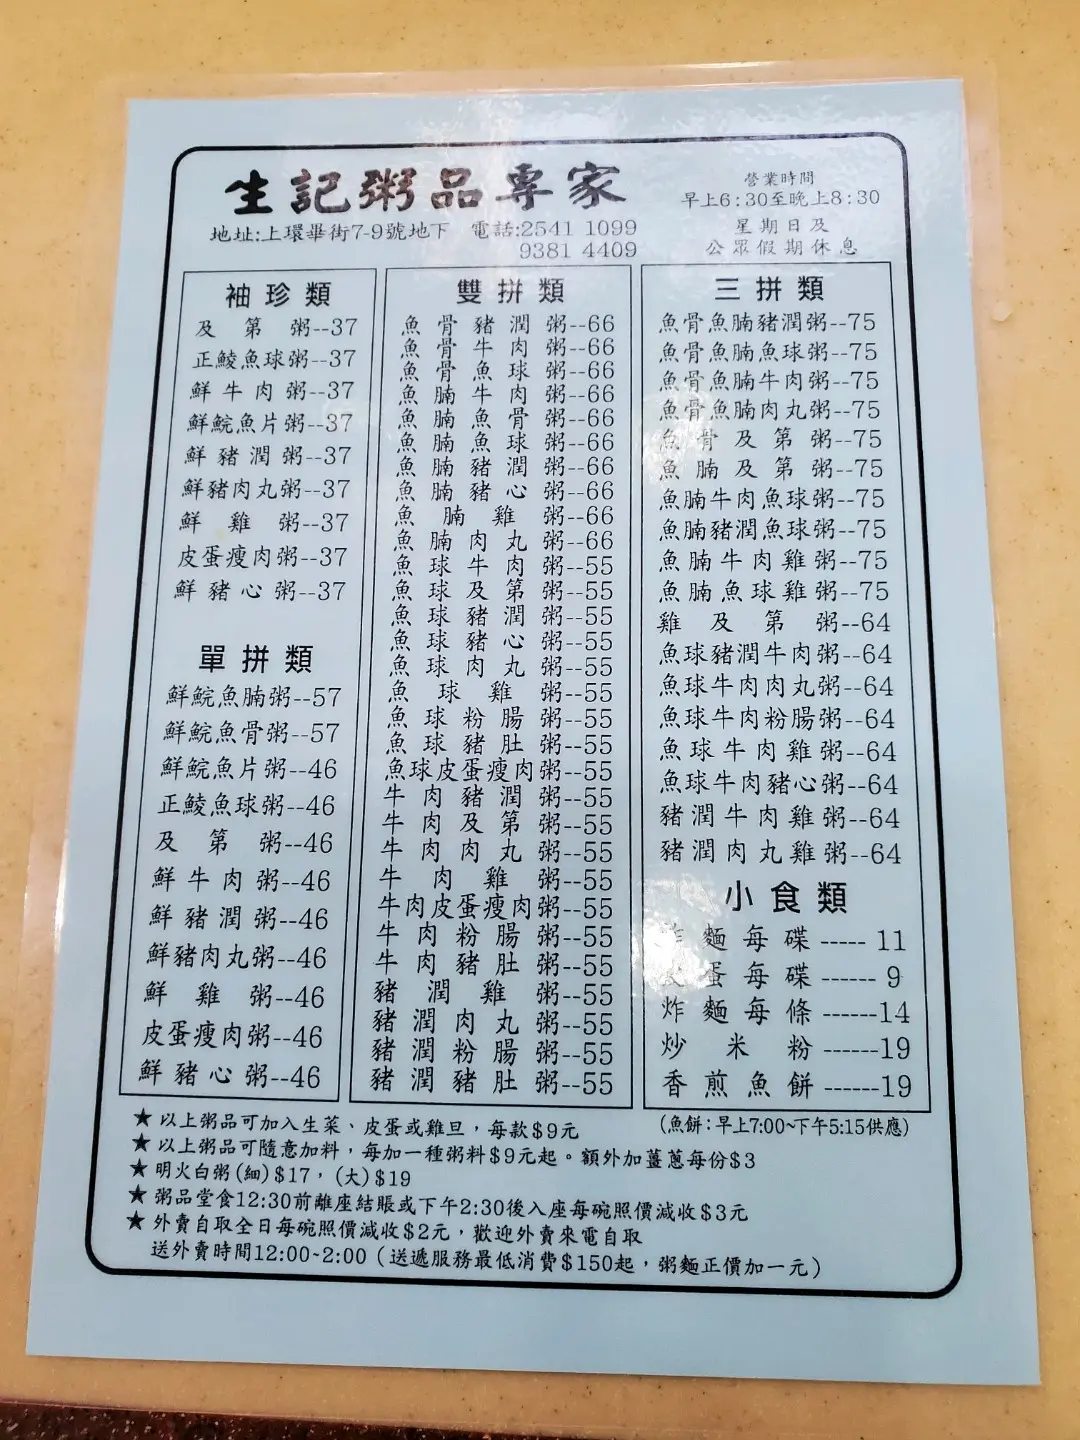 生記粥品專家
營業時間
早上6:30至晚上8:30
星期日及
公眾假期休息
地址:上環畢街7-9號地下 電話:2541 1099
9381 4409
袖珍類
及第粥--37
正鯪魚球粥--37
鮮牛肉粥--37
鮮鯇魚片粥--37
鮮豬潤粥--37
鮮豬肉丸粥--37
鮮雞粥--37
皮蛋瘦肉粥--37
鮮豬心粥--37
單拼類
鮮鯇魚腩粥--57
鮮鯇魚骨粥--57
鮮鯇魚片粥--46
正鯪魚球粥--46
及第粥--46
鮮牛肉粥--46
鮮豬潤粥--46
鮮豬肉丸粥--46
鮮雞粥--46
皮蛋瘦肉粥--46
鮮豬心粥--46
雙拼類
魚骨豬潤粥--66
魚骨牛肉粥--66
魚骨魚球粥--66
魚腩牛肉粥--66
魚腩魚骨粥--66
魚腩魚球粥--66
魚腩豬潤粥--66
魚腩豬心粥--66
魚腩雞粥--66
魚腩肉丸粥--66
魚球牛肉粥--55
魚球及第粥--55
魚球豬潤粥--55
魚球豬心粥--55
魚球肉丸粥--55
魚球雞粥--55
魚球粉腸粥--55
魚球豬肚粥--55
魚球皮蛋瘦肉粥--55
牛肉豬潤粥--55
牛肉及第粥--55
牛肉肉丸粥--55
牛肉雞粥--55
牛肉皮蛋瘦肉粥--55
牛肉粉腸粥--55
牛肉豬肚粥--55
豬潤雞粥--55
豬潤肉丸粥--55
豬潤粉腸粥--55
豬潤豬肚粥--55
三拼類
魚骨魚腩豬潤粥--75
魚骨魚腩魚球粥--75
魚骨魚腩牛肉粥--75
魚骨魚腩肉丸粥--75
魚骨及第粥--75
魚腩及第粥--75
魚腩牛肉魚球粥--75
魚腩豬潤魚球粥--75
魚腩牛肉雞粥--75
魚腩魚球雞粥--75
雞及第粥--64
魚球豬潤牛肉粥--64
魚球牛肉肉丸粥--64
魚球牛肉粉腸粥--64
魚球牛肉雞粥--64
魚球牛肉豬心粥--64
豬潤牛肉雞粥--64
豬潤肉丸雞粥--64
小食類
炸麵每碟-----11
皮蛋每碟------9
炸麵每條------14
炒米粉------19
香煎魚餅------19
(魚餅:早上7:00~下午5:15供應)
★以上粥品可加入生菜、皮蛋或雞旦，每款$9元
★以上粥品可隨意加料，每加一種粥料$9元起。額外加薑蔥每份$3
★明火白粥(細)$17，(大)$19
★粥品堂食12:30前離座結賬或下午2:30後入座每碗照價減收$3元
★外賣自取全日每碗照價減收$2元，歡迎外賣來電自取
送外賣時間12:00~2:00 (送遞服務最低消費$150起，粥麵正價加一元)